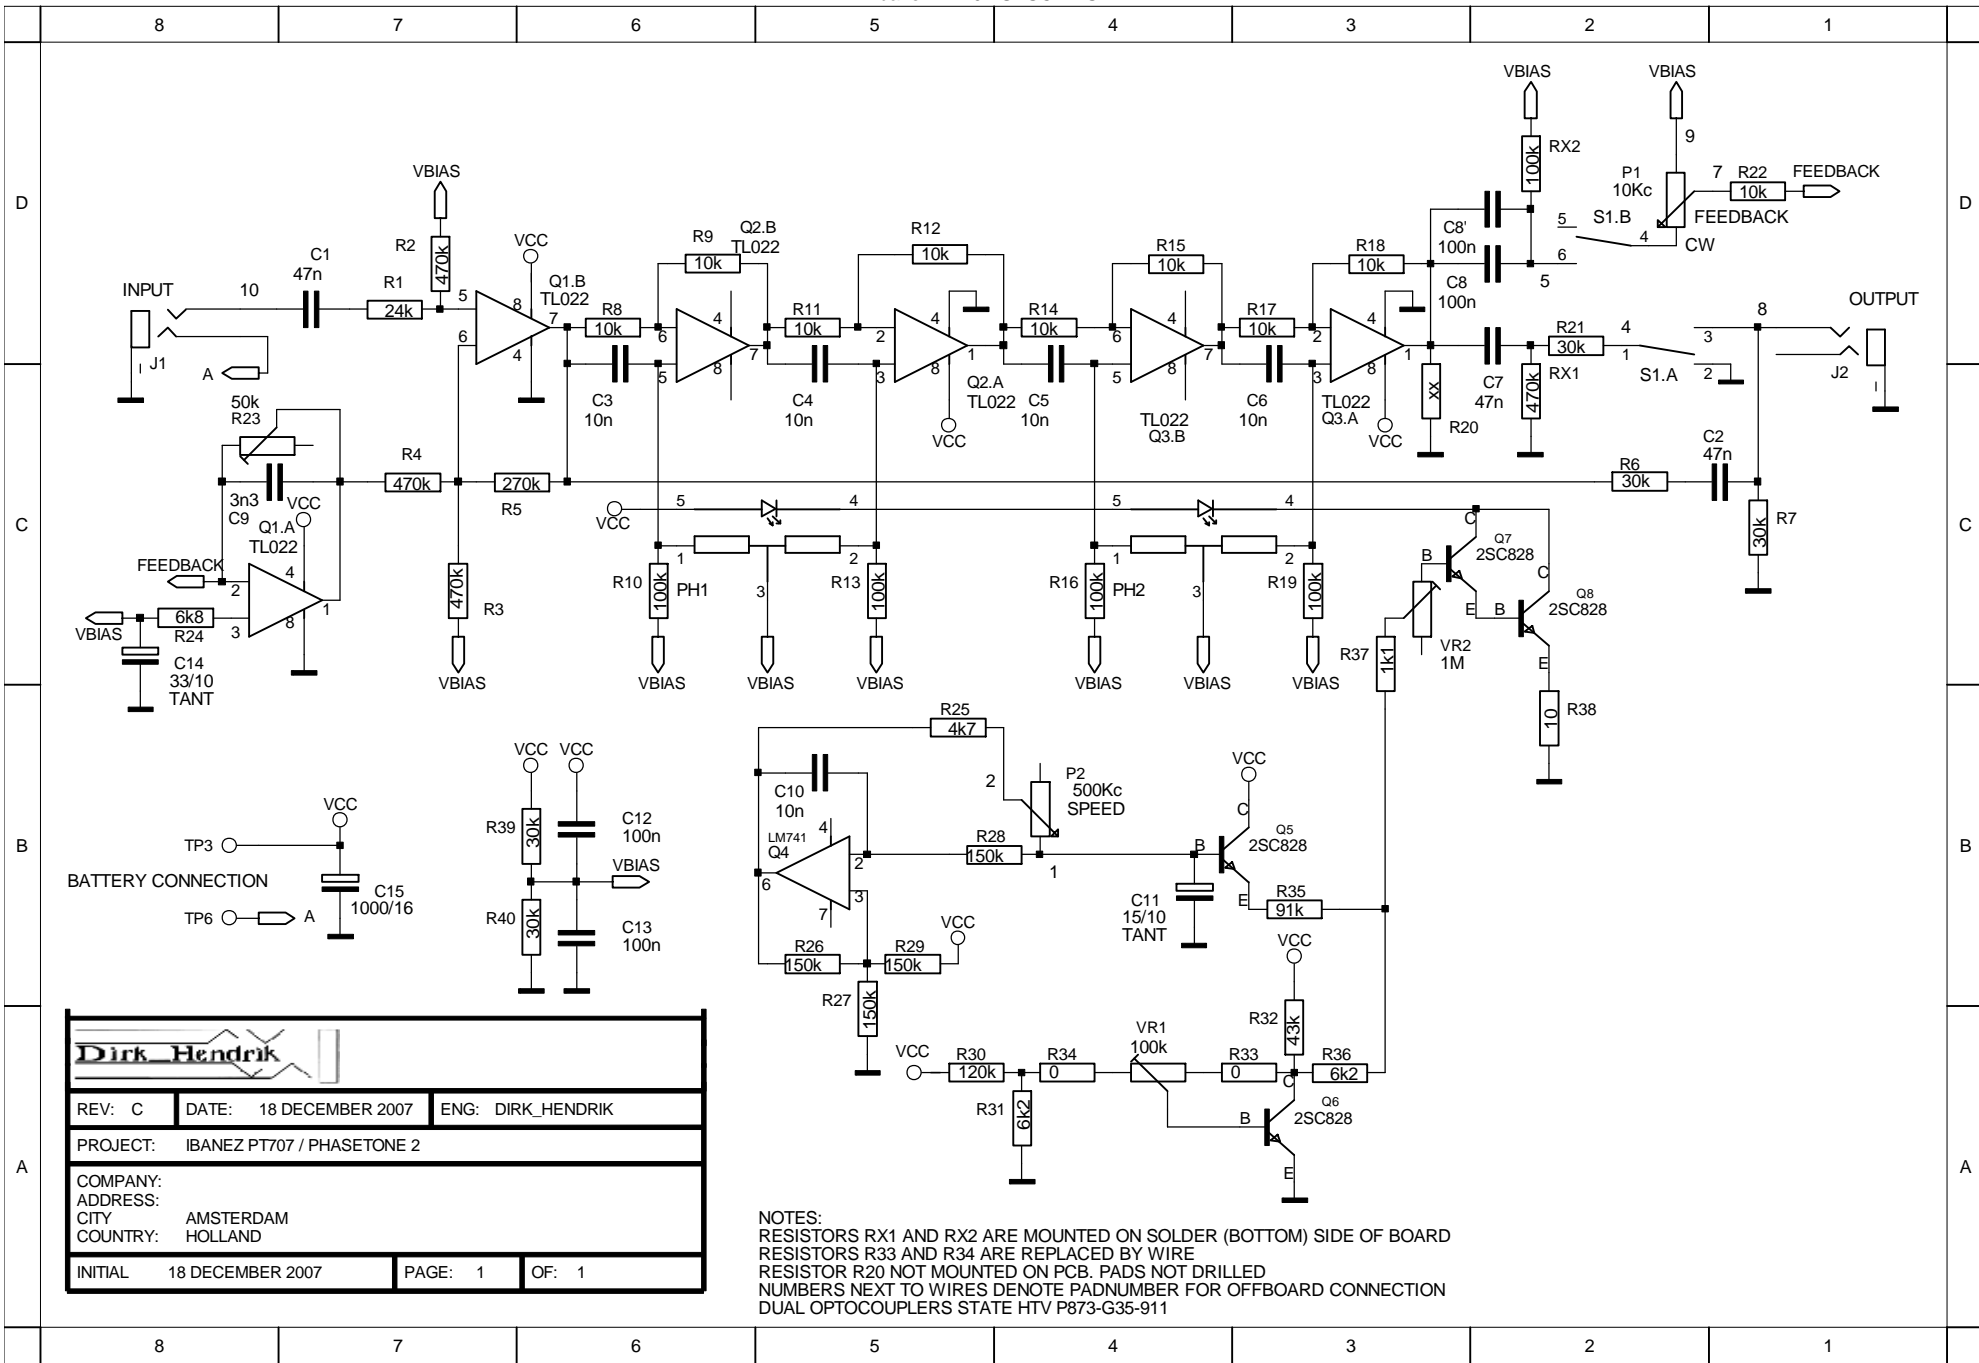 8 7 6 5 4 3 2 1
D
C
B
A
VBIAS
VBIAS
VBIAS
9
RX2
100k
P1
10Kc
7
R22
10k
FEEDBACK
FEEDBACK
CW
S1.B
5
4
6
5
C8'
100n
C8
100n
INPUT
10
C1
47n
R1
24k
R2
470k
5
6
VCC
8
4
7
Q1.B
TL022
R8
10k
C3
10n
R9
10k
Q2.B
TL022
6
5
4
8
7
R11
10k
C4
10n
R12
10k
2
3
4
8
1
Q2.A
TL022
VCC
R14
10k
C5
10n
R15
10k
6
5
4
8
7
TL022
Q3.B
R17
10k
C6
10n
R18
10k
2
3
4
8
1
TL022
Q3.A
VCC
xx
R20
C7
47n
R21
30k
RX1
470k
4
1
S1.A
3
2
8
OUTPUT
J2
J1
A
50k
R23
3n3
C9
VCC
Q1.A
TL022
FEEDBACK
2
3
4
8
1
VBIAS
6k8
R24
C14
33/10
TANT
R4
470k
270k
R5
470k
R3
VBIAS
VCC
5
4
1
2
3
R10
100k
PH1
R13
100k
VBIAS
VBIAS
VBIAS
5
4
1
2
3
R16
100k
PH2
R19
100k
VBIAS
VBIAS
VBIAS
R6
30k
C2
47n
R7
30k
C
B
E
Q7
2SC828
C
B
E
Q8
2SC828
VR2
1M
R37
1k1
10
R38
VCC
VCC
R39
30k
R40
30k
C12
100n
VBIAS
C13
100n
VCC
TP3
BATTERY CONNECTION
TP6
A
C15
1000/16
R25
4k7
C10
10n
LM741
Q4
4
2
3
6
7
2
P2
500Kc
SPEED
R28
150k
1
R26
150k
R29
150k
VCC
R27
150k
C11
15/10
TANT
VCC
C
B
E
Q5
2SC828
R35
91k
VCC
R32
43k
VCC
R30
120k
R34
0
VR1
100k
R33
0
R36
6k2
R31
6k2
C
B
E
Q6
2SC828
Dirk_Hendrik
REV: C DATE: 18 DECEMBER 2007 ENG: DIRK_HENDRIK
PROJECT: IBANEZ PT707 / PHASETONE 2
COMPANY:
ADDRESS:
CITY AMSTERDAM
COUNTRY: HOLLAND
INITIAL 18 DECEMBER 2007 PAGE: 1 OF: 1
NOTES:
RESISTORS RX1 AND RX2 ARE MOUNTED ON SOLDER (BOTTOM) SIDE OF BOARD
RESISTORS R33 AND R34 ARE REPLACED BY WIRE
RESISTOR R20 NOT MOUNTED ON PCB. PADS NOT DRILLED
NUMBERS NEXT TO WIRES DENOTE PADNUMBER FOR OFFBOARD CONNECTION
DUAL OPTOCOUPLERS STATE HTV P873-G35-911
D
C
B
A
8 7 6 5 4 3 2 1